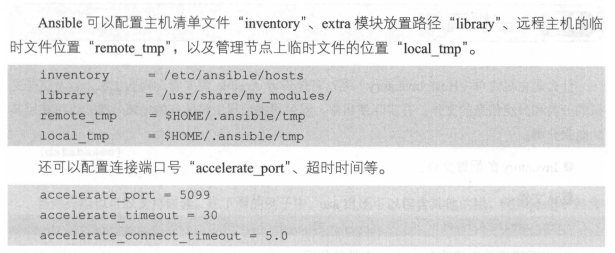 Ansible 可以配置主机清单文件“inventory”、extra 模块放置路径“library”、远程主机的临
时文件位置“remote_tmp”，以及管理节点上临时文件的位置“local_tmp”。
inventory = /etc/ansible/hosts
library = /usr/share/my_modules/
remote_tmp = $HOME/.ansible/tmp
local_tmp = $HOME/.ansible/tmp
还可以配置连接端口号“accelerate_port”、超时时间等。
accelerate_port = 5099
accelerate_timeout = 30
accelerate_connect_timeout = 5.0